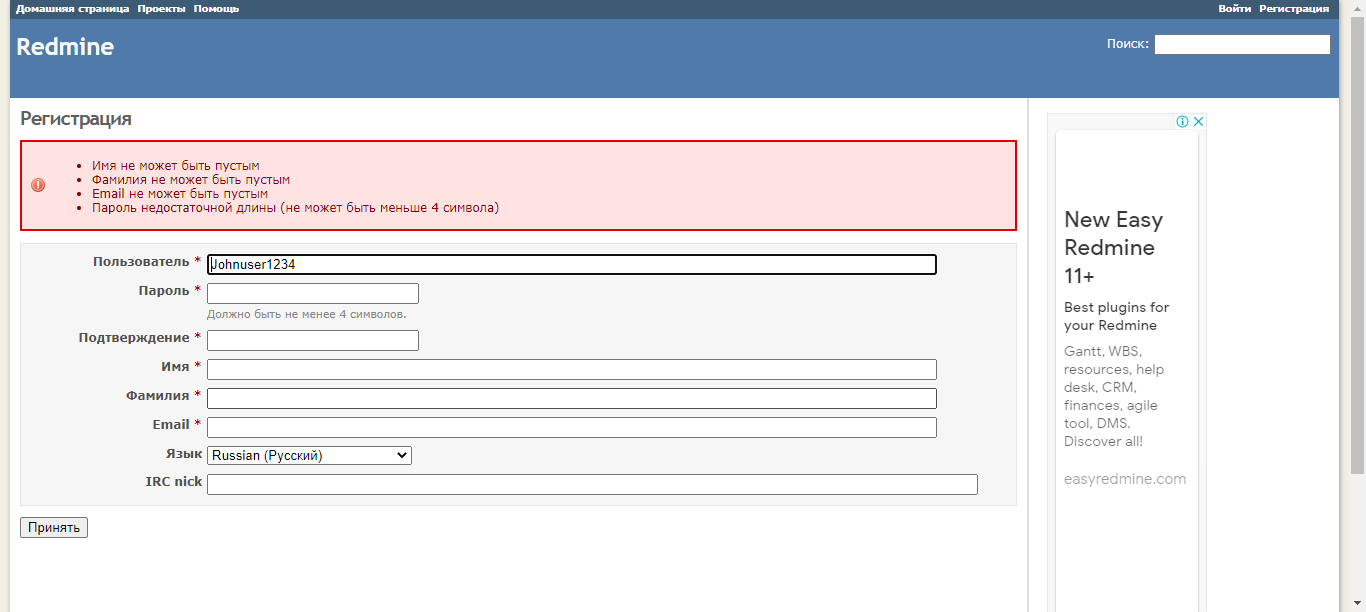 Домашняя страница Проекты Помощь Войти Регистрация
Redmine
Поиск:
Регистрация
Имя не может быть пустым
Фамилия не может быть пустым
Email не может быть пустым
Пароль недостаточной длины (не может быть меньше 4 символа)
Пользователь * Johnuser1234
Пароль *
Должно быть не менее 4 символов.
Подтверждение *
Имя *
Фамилия *
Email *
Язык Russian (Русский)
IRC nick
Принять
New Easy
Redmine
11+
Best plugins for
your Redmine
Gantt, WBS,
resources, help
desk, CRM,
finances, agile
tool, DMS.
Discover all!
easyredmine.com